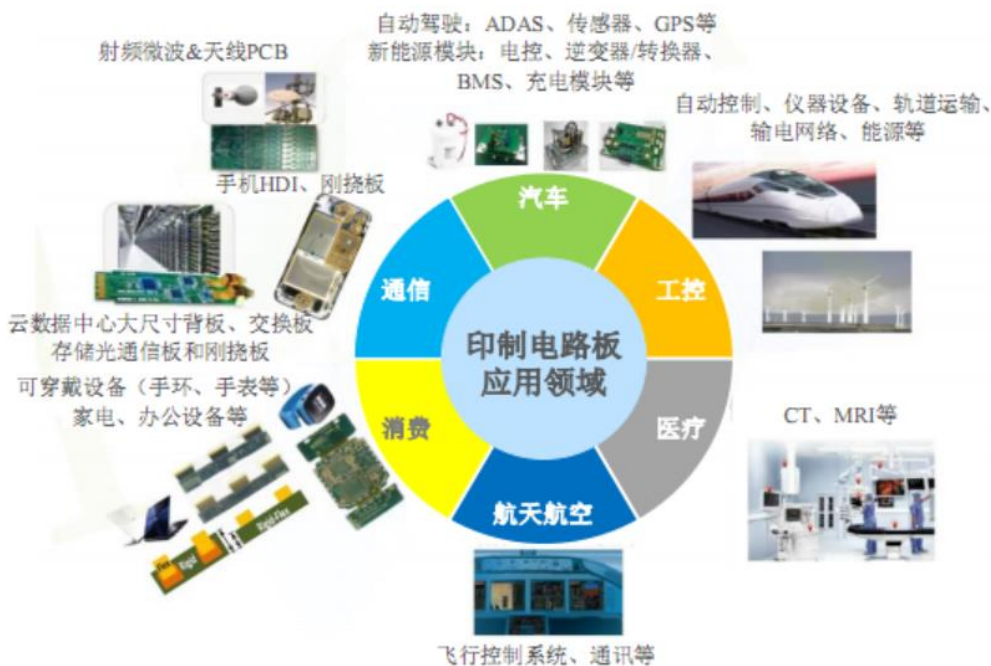 自动驾驶：ADAS、传感器、GPS等
新能源模块：电控、逆变器/转换器、
BMS、充电模块等
射频微波&天线PCB
自动控制、仪器设备、轨道运输、
输电网络、能源等
手机HDI、刚挠板
汽车
通信
工控
云数据中心大尺寸背板、交换板
存储光通信板和刚挠板
印制电路板
应用领域
可穿戴设备（手环、手表等）
家电、办公设备等
消费
医疗
CT、MRI等
航天航空
Flex
Rigid
Rigid-Flex
飞行控制系统、通讯等